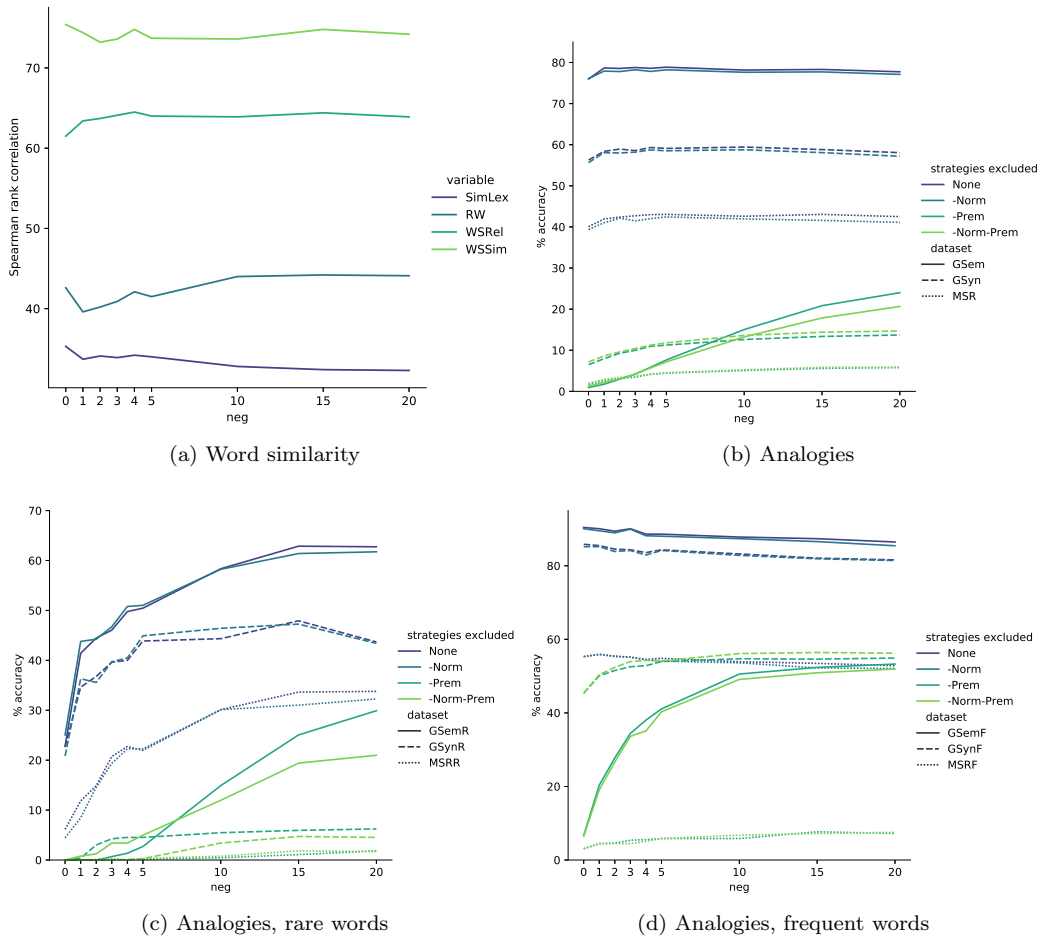 Spearman rank correlation
70
60
50
40
0 1 2 3 4 5 10 15 20
neg
variable
SimLex
RW
WSRel
WSSim
(a) Word similarity
% accuracy
80
70
60
50
40
30
20
10
0
0 1 2 3 4 5 10 15 20
neg
strategies excluded
None
-Norm
-Prem
-Norm-Prem
dataset
GSem
GSyn
MSR
(b) Analogies
% accuracy
70
60
50
40
30
20
10
0
0 1 2 3 4 5 10 15 20
neg
strategies excluded
None
-Norm
-Prem
-Norm-Prem
dataset
GSemR
GSynR
MSRR
(c) Analogies, rare words
% accuracy
80
60
40
20
0
0 1 2 3 4 5 10 15 20
neg
strategies excluded
None
-Norm
-Prem
-Norm-Prem
dataset
GSemF
GSynF
MSRF
(d) Analogies, frequent words